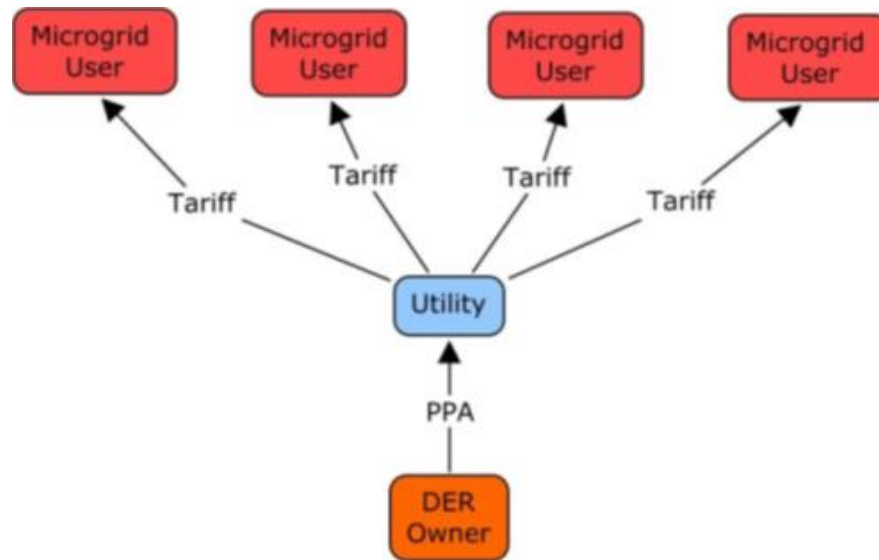 Microgrid
User
Microgrid
User
Microgrid
User
Microgrid
User
Tariff
Tariff
Tariff
Tariff
Utility
PPA
DER
Owner